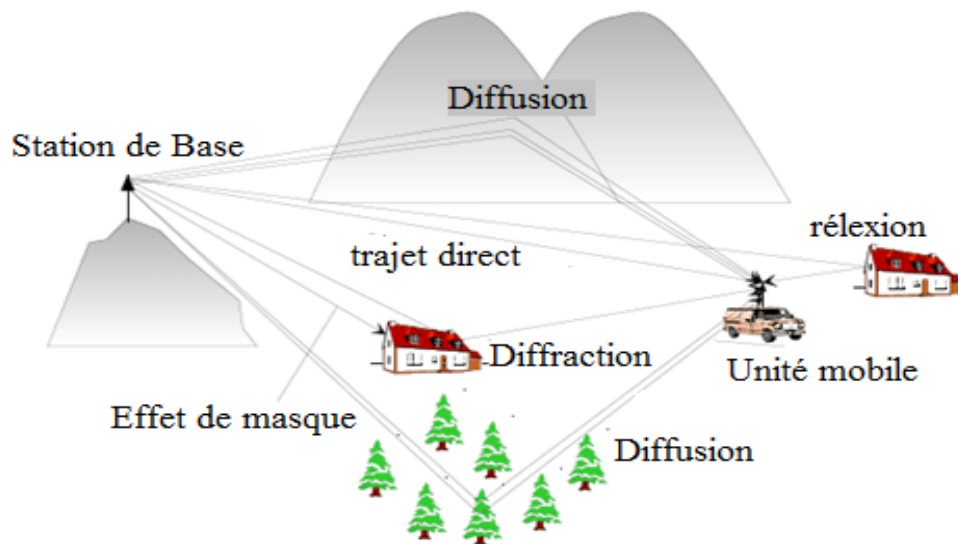 Diffusion
Station de Base
rélexion
trajet direct
Diffraction
Unité mobile
Effet de masque
Diffusion